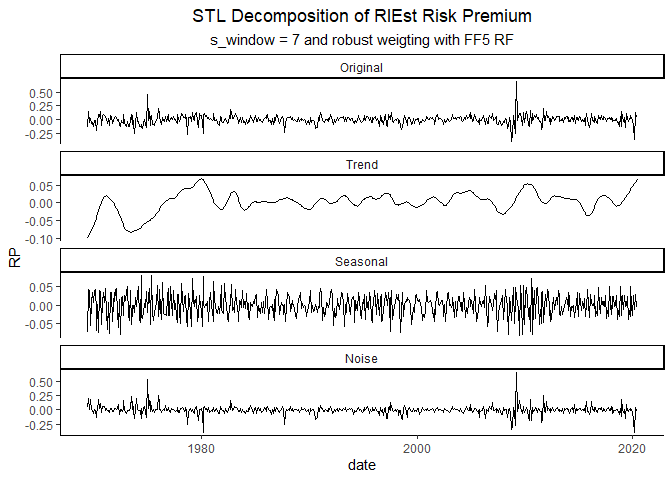 STL Decomposition of RlEst Risk Premium
s_window = 7 and robust weigting with FF5 RF
Original
0.50
0.25
0.00
-0.25
Trend
0.05
0.00
-0.05
-0.10
Seasonal
0.05
0.00
-0.05
Noise
0.50
0.25
0.00
-0.25
RP
1980
2000
2020
date